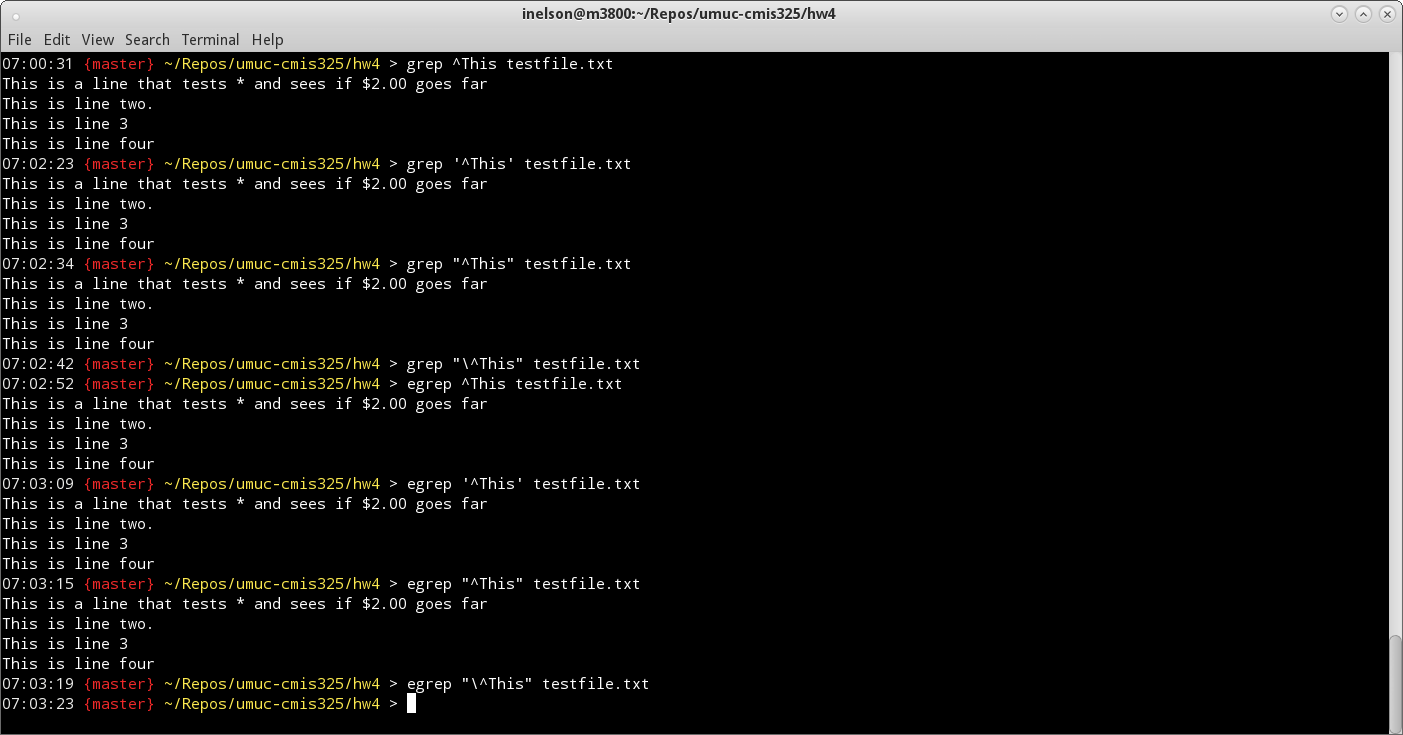 inelson@m3800:~/Repos/umuc-cmis325/hw4
File Edit View Search Terminal Help
07:00:31 {master} ~/Repos/umuc-cmis325/hw4 > grep ^This testfile.txt
This is a line that tests * and sees if $2.00 goes far
This is line two.
This is line 3
This is line four
07:02:23 {master} ~/Repos/umuc-cmis325/hw4 > grep '^This' testfile.txt
This is a line that tests * and sees if $2.00 goes far
This is line two.
This is line 3
This is line four
07:02:34 {master} ~/Repos/umuc-cmis325/hw4 > grep "^This" testfile.txt
This is a line that tests * and sees if $2.00 goes far
This is line two.
This is line 3
This is line four
07:02:42 {master} ~/Repos/umuc-cmis325/hw4 > grep "\^This" testfile.txt
07:02:52 {master} ~/Repos/umuc-cmis325/hw4 > egrep ^This testfile.txt
This is a line that tests * and sees if $2.00 goes far
This is line two.
This is line 3
This is line four
07:03:09 {master} ~/Repos/umuc-cmis325/hw4 > egrep '^This' testfile.txt
This is a line that tests * and sees if $2.00 goes far
This is line two.
This is line 3
This is line four
07:03:15 {master} ~/Repos/umuc-cmis325/hw4 > egrep "^This" testfile.txt
This is a line that tests * and sees if $2.00 goes far
This is line two.
This is line 3
This is line four
07:03:19 {master} ~/Repos/umuc-cmis325/hw4 > egrep "\^This" testfile.txt
07:03:23 {master} ~/Repos/umuc-cmis325/hw4 >